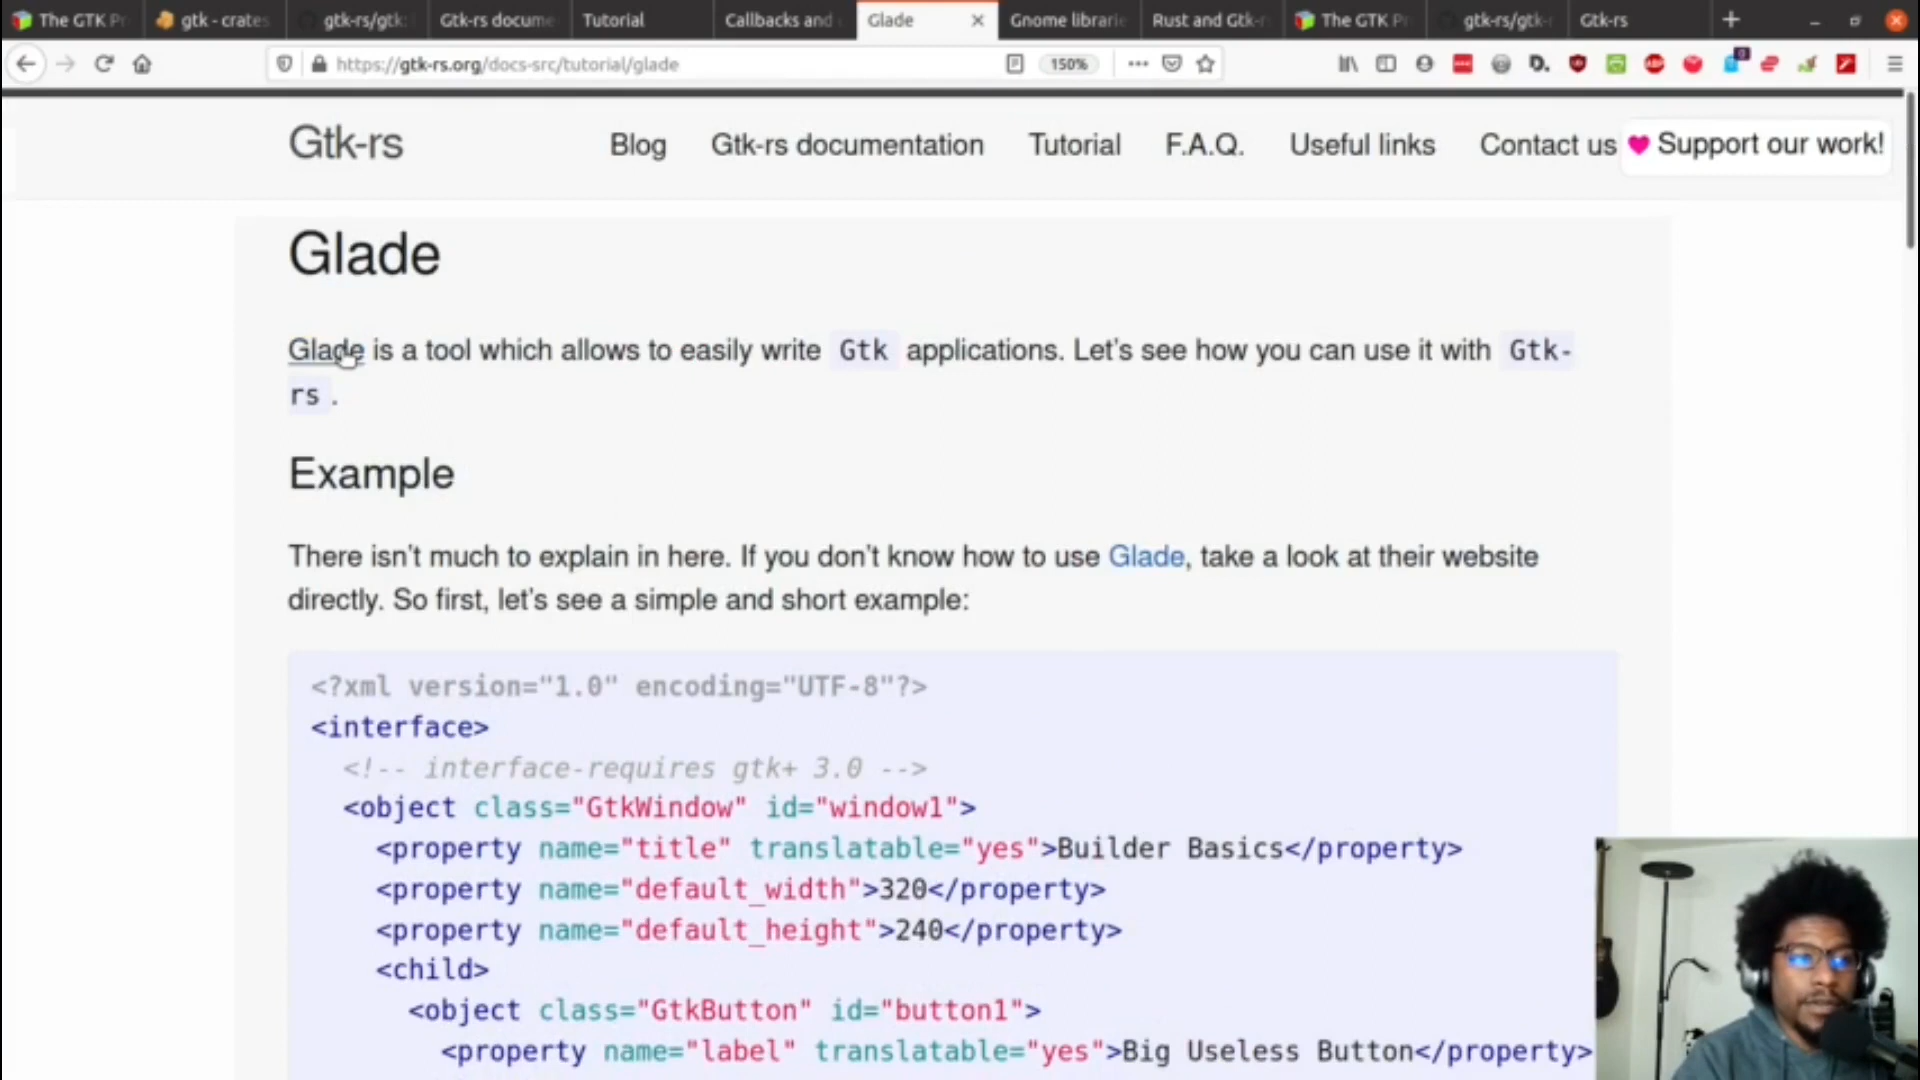 The GTK Pr
gtk - crates
gtk-rs/gtk:
Gtk-rs docume
Tutorial
Callbacks and
Glade
Gnome librarie
Rust and Gtk-r
The GTK Pr
gtk-rs/gtk-r
Gtk-rs
https://gtk-rs.org/docs-src/tutorial/glade
150%
0
D.
Gtk-rs
Blog
Gtk-rs documentation
Tutorial
F.A.Q.
Useful links
Contact us
Support our work!
Glade
Glade is a tool which allows to easily write Gtk applications. Let's see how you can use it with Gtk-
rs .
Example
There isn't much to explain in here. If you don't know how to use Glade, take a look at their website
directly. So first, let's see a simple and short example:
<?xml version="1.0" encoding="UTF-8"?>
<interface>
<!-- interface-requires gtk+ 3.0 -->
<object class="GtkWindow" id="window1">
<property name="title" translatable="yes">Builder Basics</property>
<property name="default_width">320</property>
<property name="default_height">240</property>
<child>
<object class="GtkButton" id="button1">
<property name="label" translatable="yes">Big Useless Button</property>